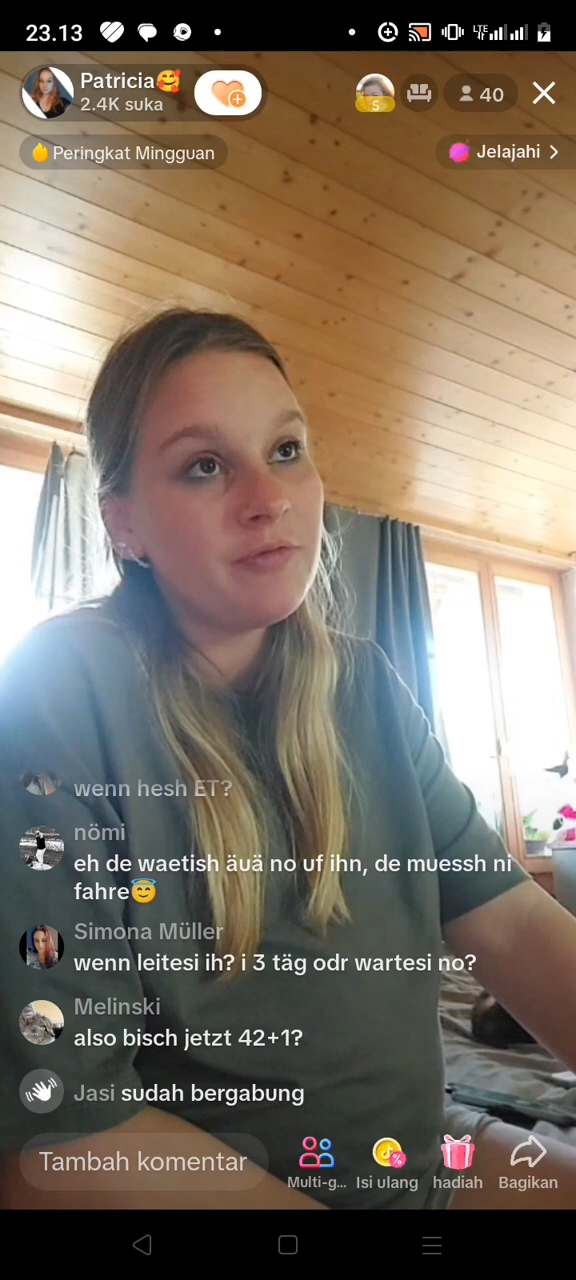 23.13
LTE
Patricia🥰
2.4K suka
S
40
Peringkat Mingguan
Jelajahi
wenn hesh ET?
nömi
eh de waetish äuä no uf ihn, de muessh ni
fahre😇
Simona Müller
wenn leitesi ih? i 3 täg odr wartesi no?
Melinski
also bisch jetzt 42+1?
Jasi sudah bergabung
Tambah komentar
Multi-g...
Isi ulang
hadiah
Bagikan